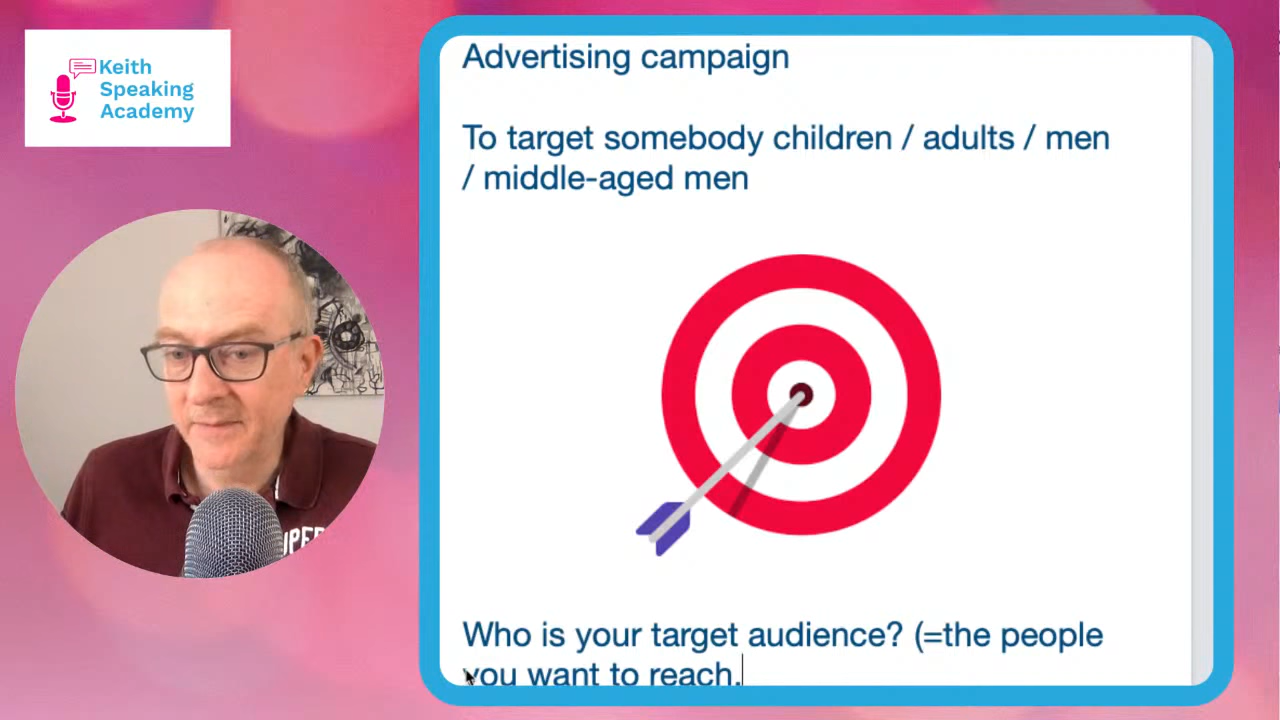 Keith
Speaking
Academy
Advertising campaign
To target somebody children / adults / men
/ middle-aged men
Who is your target audience? (=the people
you want to reach.